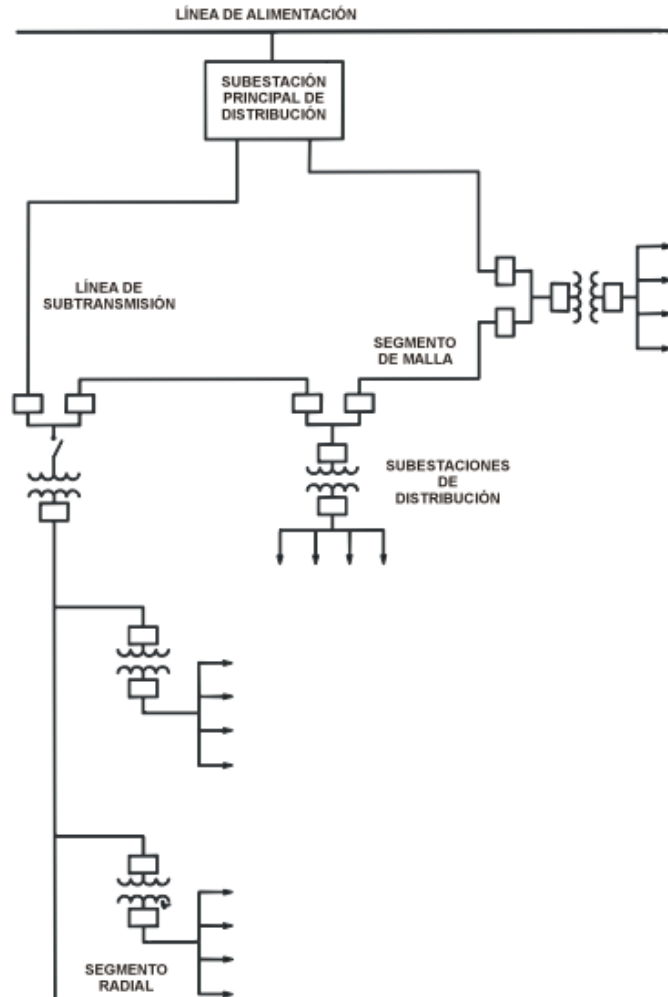 LÍNEA DE ALIMENTACIÓN
SUBESTACIÓN
PRINCIPAL DE
DISTRIBUCIÓN
LÍNEA DE
SUBTRANSMISIÓN
SEGMENTO
DE MALLA
SUBESTACIONES
DE
DISTRIBUCIÓN
SEGMENTO
RADIAL